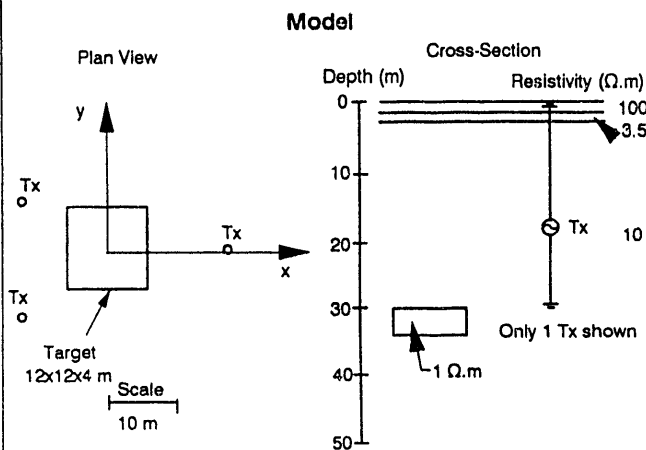 Model
Plan View
y
Tx
Tx
x
Tx
Target
12x12x4 m
Scale
10 m
Cross-Section
Depth (m)
Resistivity (Ω.m)
0
100
3.5
10
Tx
10
20
30
Only 1 Tx shown
1 Ω.m
40
50